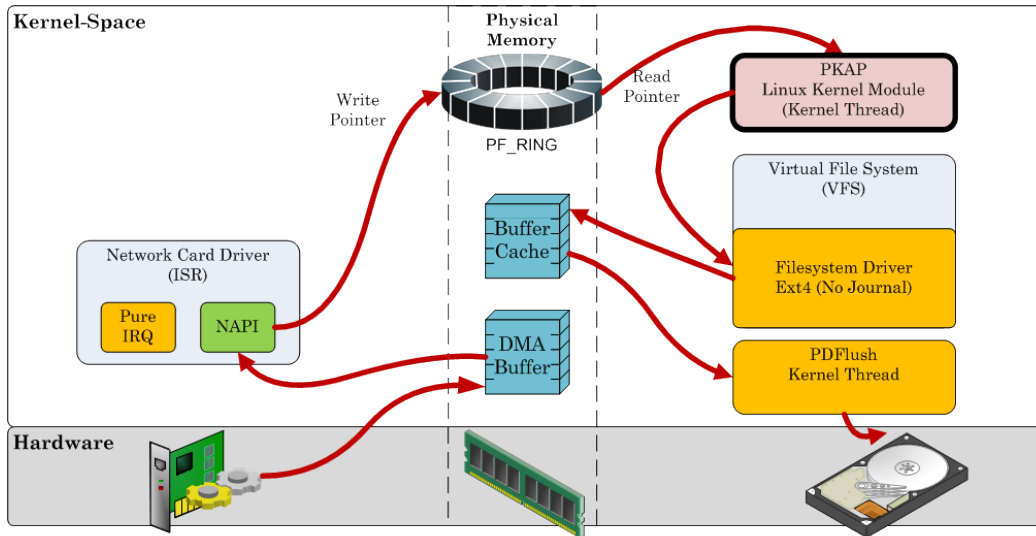 Kernel-Space
Physical
Memory
Write
Pointer
Read
Pointer
PF_RING
PKAP
Linux Kernel Module
(Kernel Thread)
Virtual File System
(VFS)
Buffer
Cache
Network Card Driver
(ISR)
Pure
IRQ
NAPI
Filesystem Driver
Ext4 (No Journal)
DMA
Buffer
PDFlush
Kernel Thread
Hardware